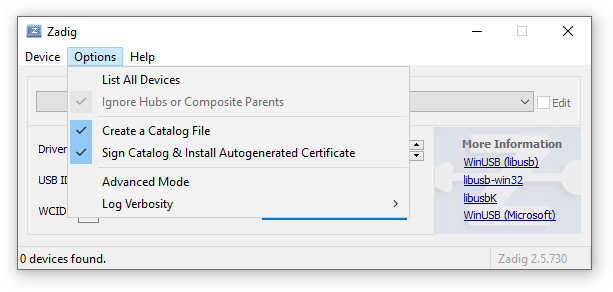 Zadig
Device Options Help
List All Devices
Ignore Hubs or Composite Parents
Edit
Create a Catalog File
Sign Catalog & Install Autogenerated Certificate
Driver
USB ID
WCID
Advanced Mode
Log Verbosity
More Information
WinUSB (libusb)
libusb-win32
libusbK
WinUSB (Microsoft)
0 devices found.
Zadig 2.5.730